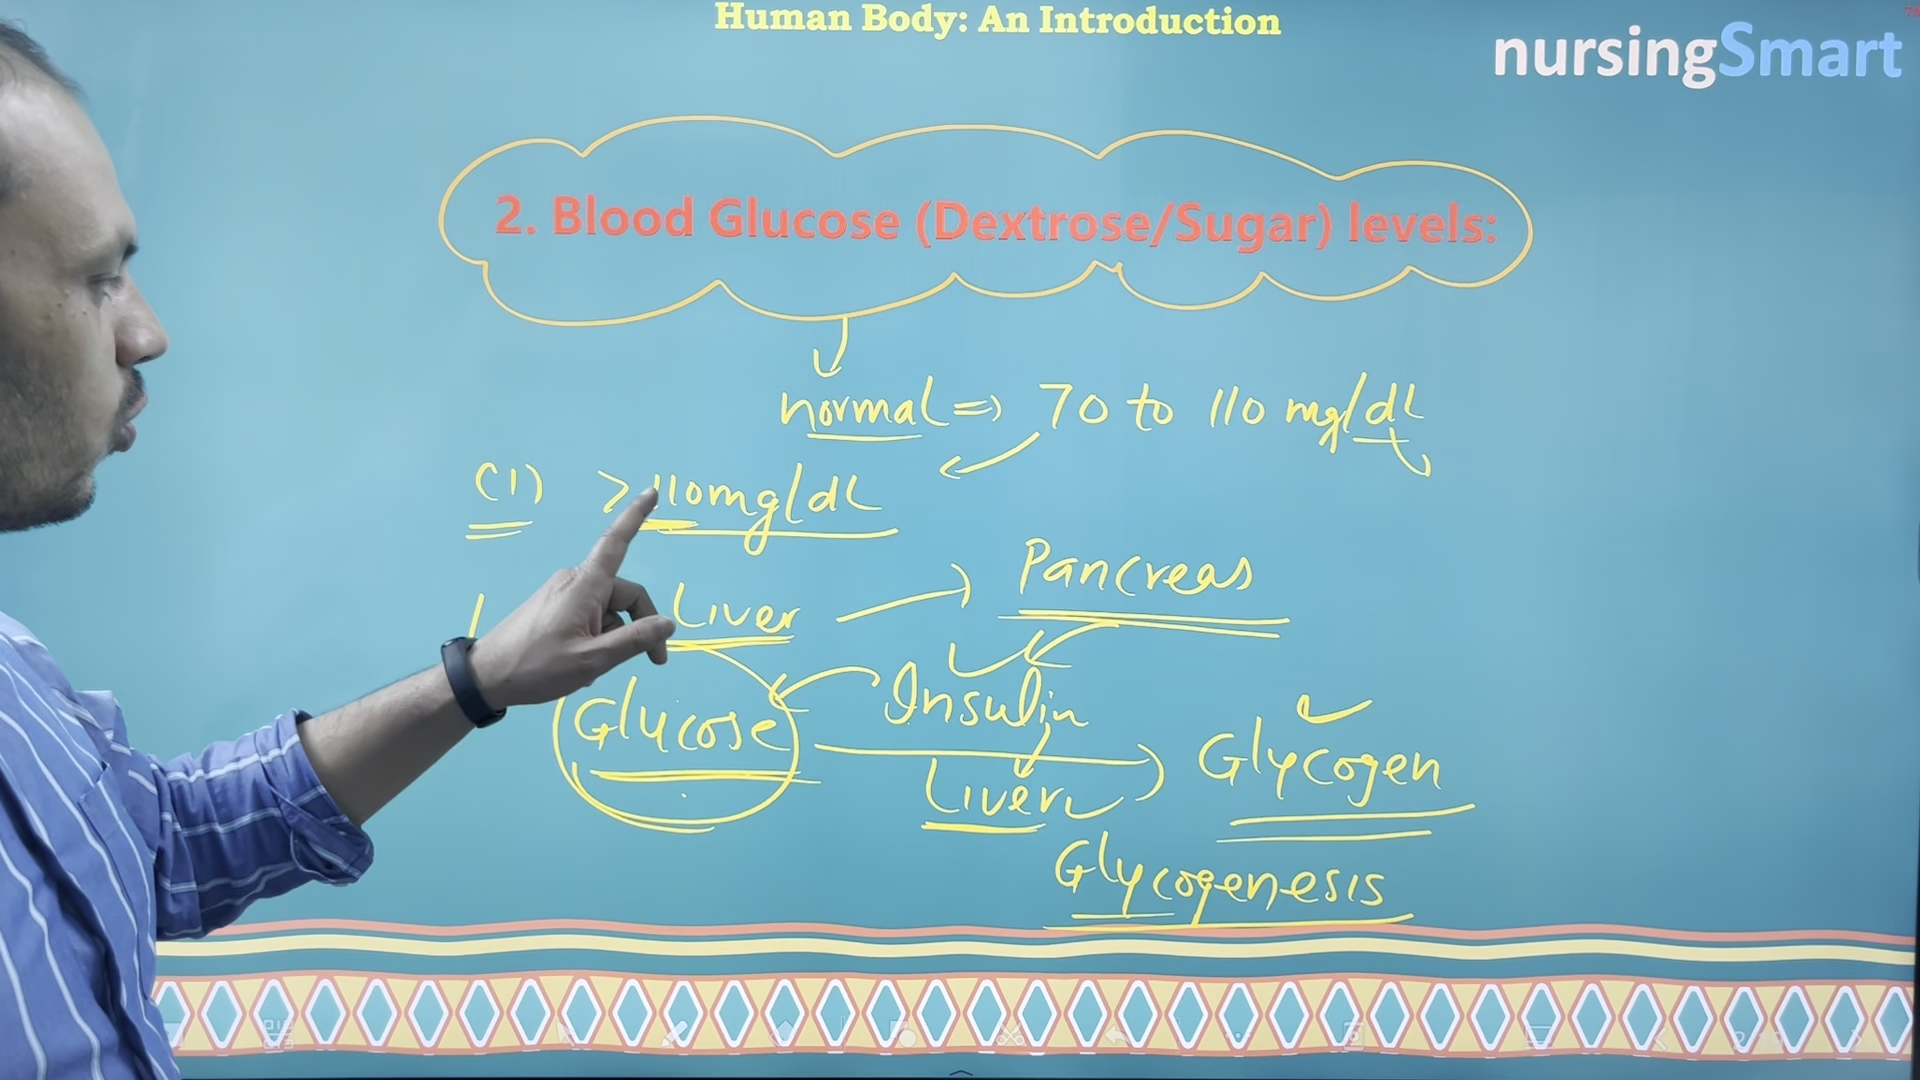 Human Body: An Introduction
nursingSmart
2. Blood Glucose (Dextrose/Sugar) levels:
normal => 70 to 110 mg/dL
(1) >110mg/dL
Liver → Pancreas
Glucose Insulin
Liver → Glycogen
Glycogenesis